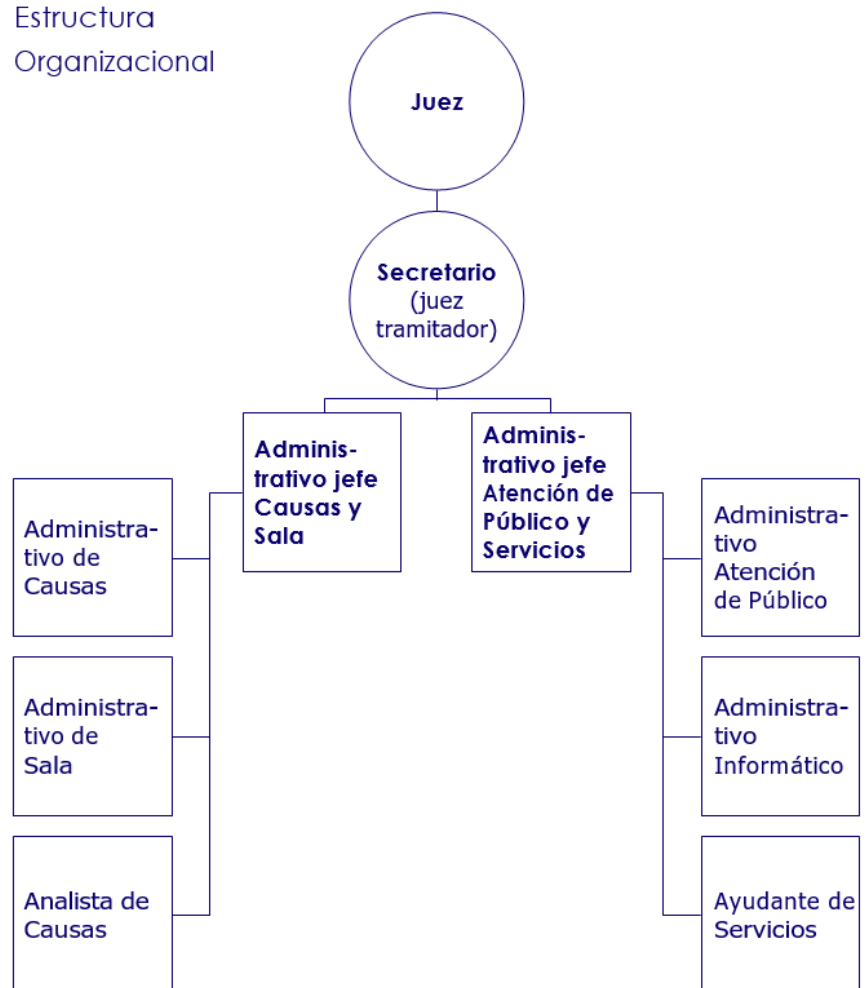 Estructura
Organizacional
Juez
Secretario
(juez
tramitador)
Adminis-
trativo jefe
Causas y
Sala
Adminis-
trativo jefe
Atención de
Público y
Servicios
Administra-
tivo de
Causas
Administra-
tivo de
Sala
Analista de
Causas
Administra-
tivo
Atención
de Público
Administra-
tivo
Informático
Ayudante de
Servicios